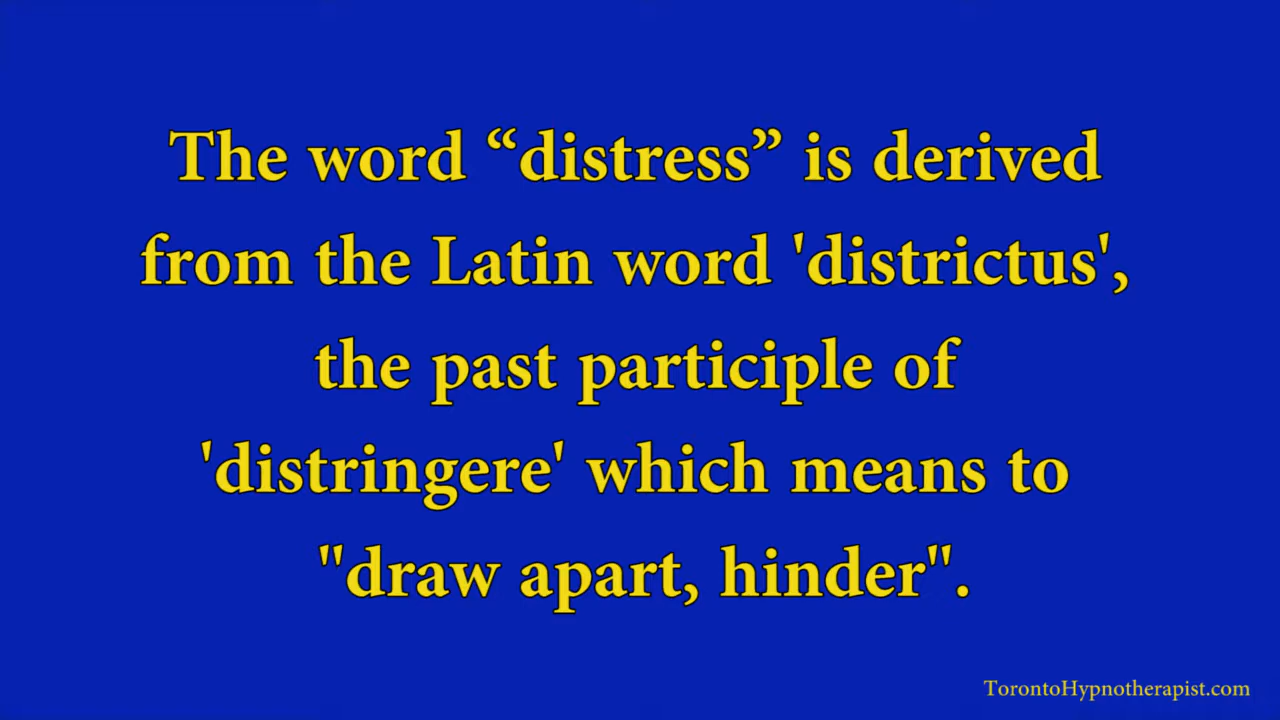 The word “distress” is derived
from the Latin word 'districtus',
the past participle of
'distringere' which means to
"draw apart, hinder".
TorontoHypnotherapist.com